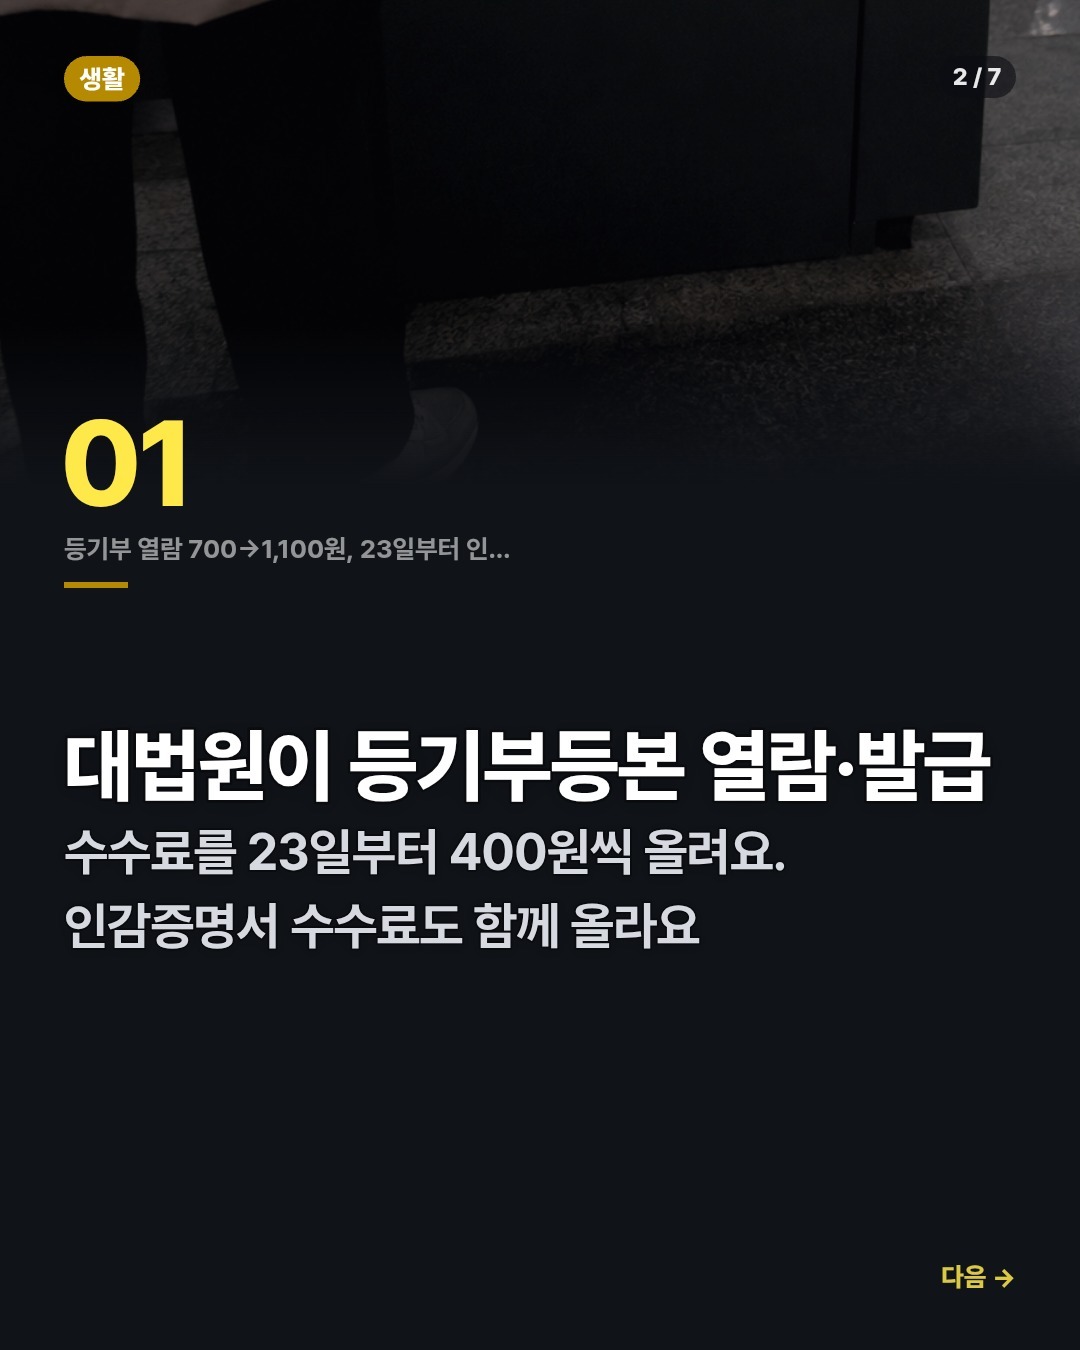 생활
2 / 7
01
등기부 열람 700→1,100원, 23일부터 인...
대법원이 등기부등본 열람·발급
수수료를 23일부터 400원씩 올려요.
인감증명서 수수료도 함께 올라요
다음 →